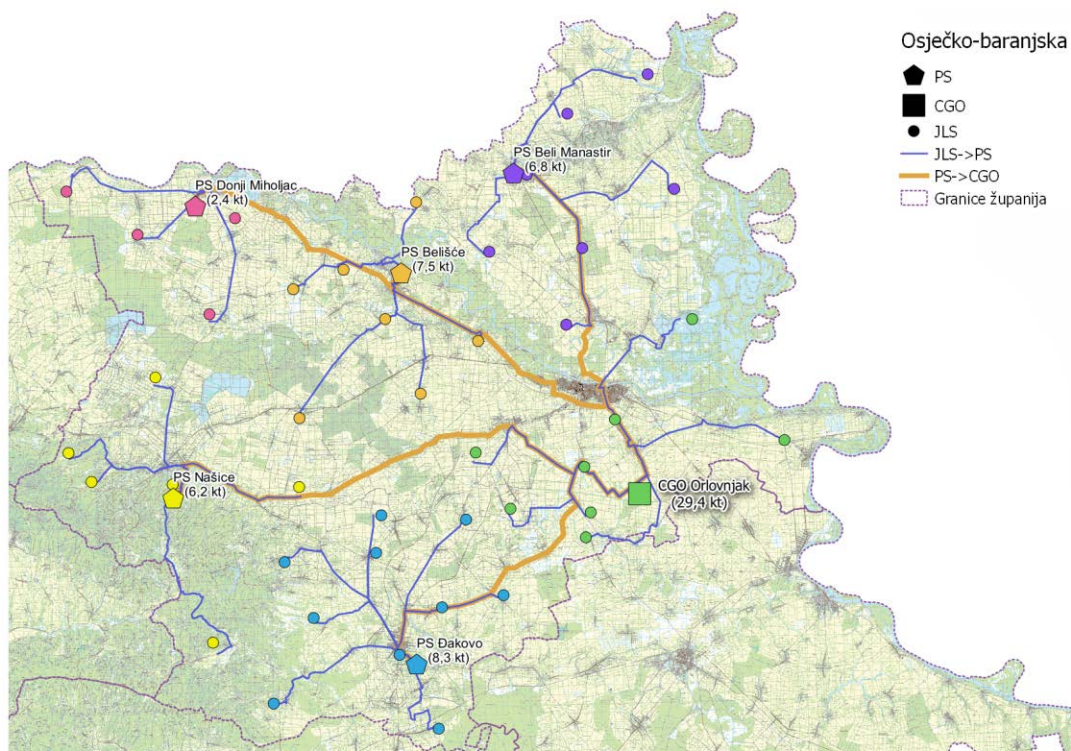 Osječko-baranjska
PS
CGO
JLS
JLS->PS
PS->CGO
Granice županija
PS Beli Manastir
(6,8 kt)
PS Donji Miholjac
(2,4 kt)
PS Belišće
(7,5 kt)
PS Našice
(6,2 kt)
CGO Orlovnjak
(29,4 kt)
PS Đakovo
(8,3 kt)